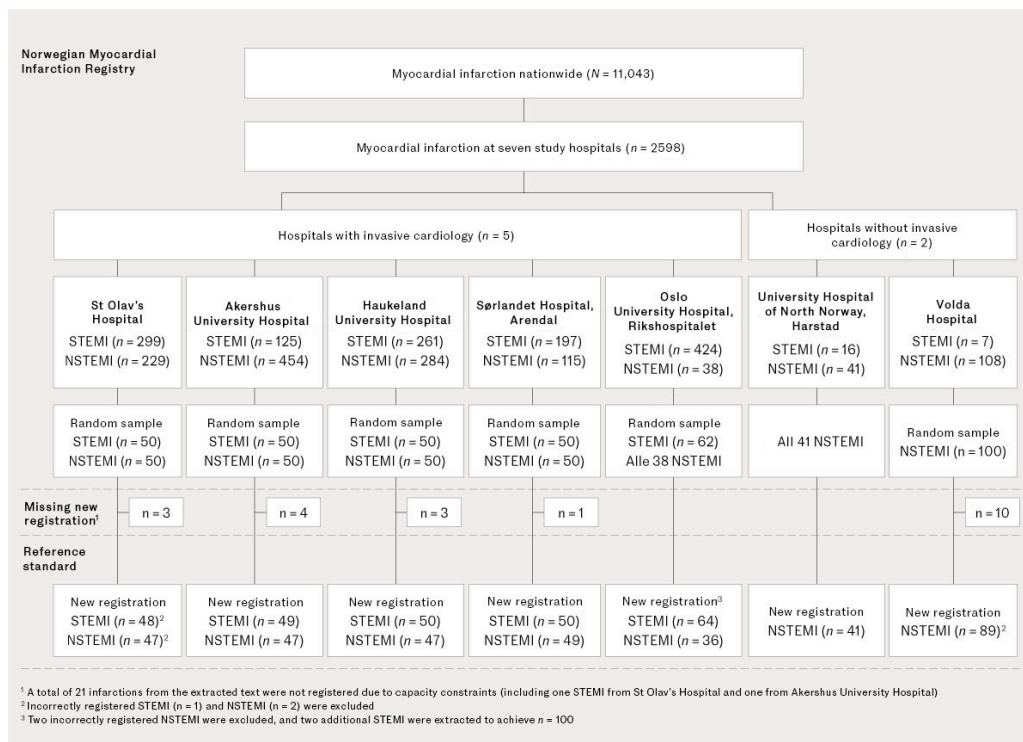 Norwegian Myocardial
Infarction Registry
Myocardial infarction nationwide (N = 11,043)
Myocardial infarction at seven study hospitals (n = 2598)
Hospitals with invasive cardiology (n = 5)
Hospitals without invasive
cardiology (n = 2)
St Olav's
Hospital
STEMI (n = 299)
NSTEMI (n = 229)
Akershus
University Hospital
STEMI (n = 125)
NSTEMI (n = 454)
Haukeland
University Hospital
STEMI (n = 261)
NSTEMI (n = 284)
Sørlandet Hospital,
Arendal
STEMI (n = 197)
NSTEMI (n = 115)
Oslo
University Hospital,
Rikshospitalet
STEMI (n = 424)
NSTEMI (n = 38)
University Hospital
of North Norway,
Harstad
STEMI (n = 16)
NSTEMI (n = 41)
Volda
Hospital
STEMI (n = 7)
NSTEMI (n = 108)
Random sample
STEMI (n = 50)
NSTEMI (n = 50)
Random sample
STEMI (n = 50)
NSTEMI (n = 50)
Random sample
STEMI (n = 50)
NSTEMI (n = 50)
Random sample
STEMI (n = 50)
NSTEMI (n = 50)
Random sample
STEMI (n = 62)
Alle 38 NSTEMI
All 41 NSTEMI
Random sample
NSTEMI (n = 100)
Missing new
registration¹
n = 3
n = 4
n = 3
n = 1
n = 10
Reference
standard
New registration
STEMI (n = 48)²
NSTEMI (n = 47)²
New registration
STEMI (n = 49)
NSTEMI (n = 47)
New registration
STEMI (n = 50)
NSTEMI (n = 47)
New registration
STEMI (n = 50)
NSTEMI (n = 49)
New registration³
STEMI (n = 64)
NSTEMI (n = 36)
New registration
NSTEMI (n = 41)
New registration
NSTEMI (n = 89)²
¹ A total of 21 infarctions from the extracted text were not registered due to capacity constraints (including one STEMI from St Olav's Hospital and one from Akershus University Hospital)
² Incorrectly registered STEMI (n = 1) and NSTEMI (n = 2) were excluded
³ Two incorrectly registered NSTEMI were excluded, and two additional STEMI were extracted to achieve n = 100